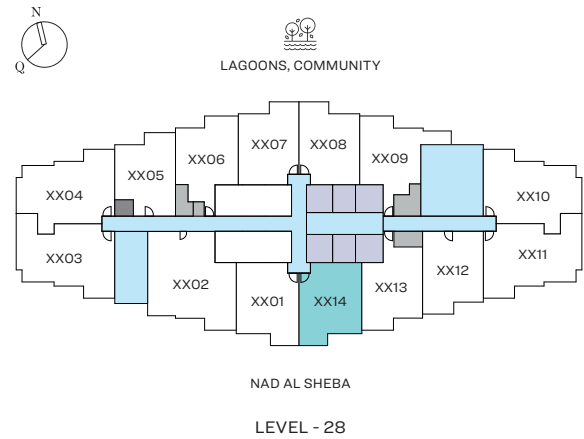 N
Q
LAGOONS, COMMUNITY
XX07
XX08
XX06
XX09
XX05
XX04
XX10
XX03
XX11
XX02
XX12
XX01
XX14
XX13
NAD AL SHEBA
LEVEL - 28